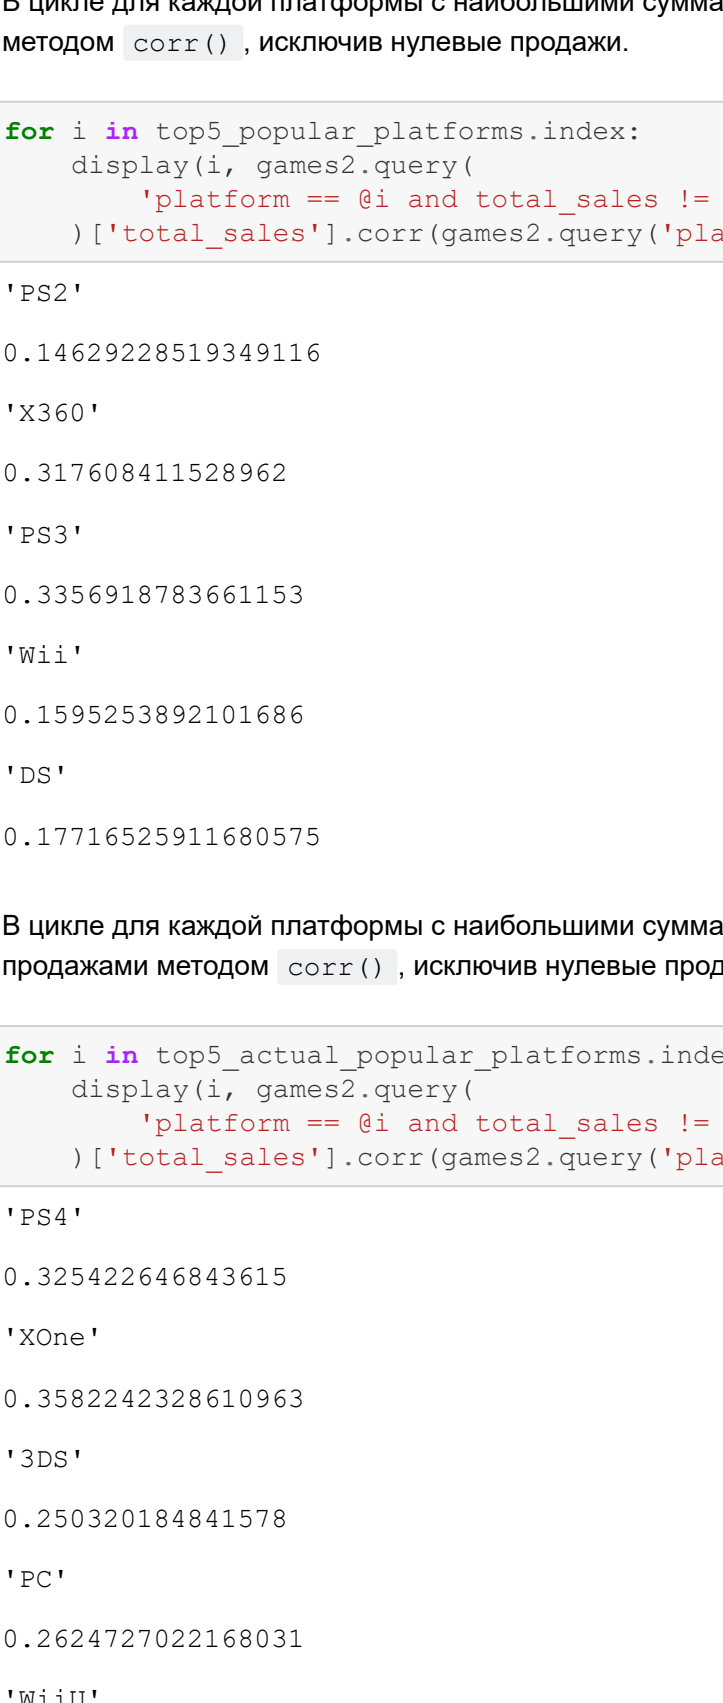 В цикле для каждой платформы с наибольшими сумма
методом corr() , исключив нулевые продажи.
for i in top5_popular_platforms.index:
display(i, games2.query(
'platform == @i and total_sales !=
)['total_sales'].corr(games2.query('pla
'PS2'
0.14629228519349116
'X360'
0.317608411528962
'PS3'
0.3356918783661153
'Wii'
0.1595253892101686
'DS'
0.17716525911680575
В цикле для каждой платформы с наибольшими сумма
продажами методом corr() , исключив нулевые прод
for i in top5_actual_popular_platforms.inde
display(i, games2.query(
'platform == @i and total_sales !=
)['total_sales'].corr(games2.query('pla
'PS4'
0.325422646843615
'XOne'
0.3582242328610963
'3DS'
0.250320184841578
'PC'
0.2624727022168031
'WiiU'